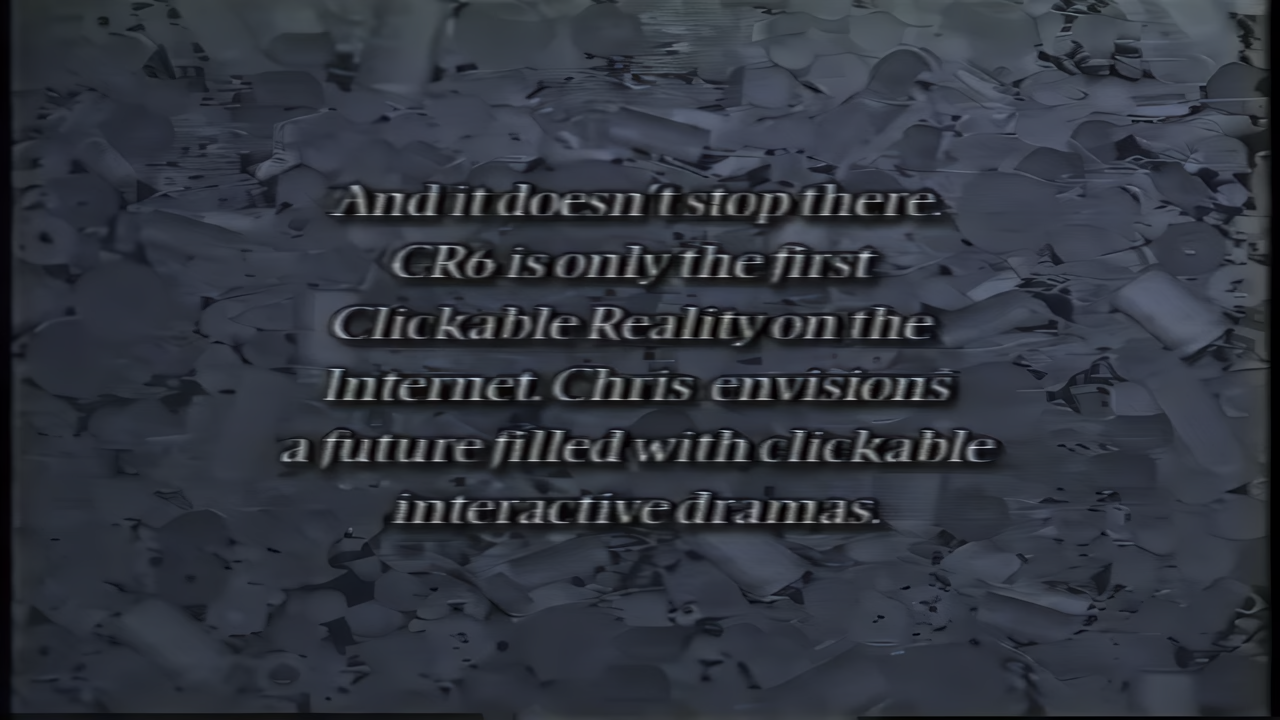 And it doesn't stop there.
CR6 is only the first
Clickable Reality on the
Internet. Chris envisions
a future filled with clickable
interactive dramas.